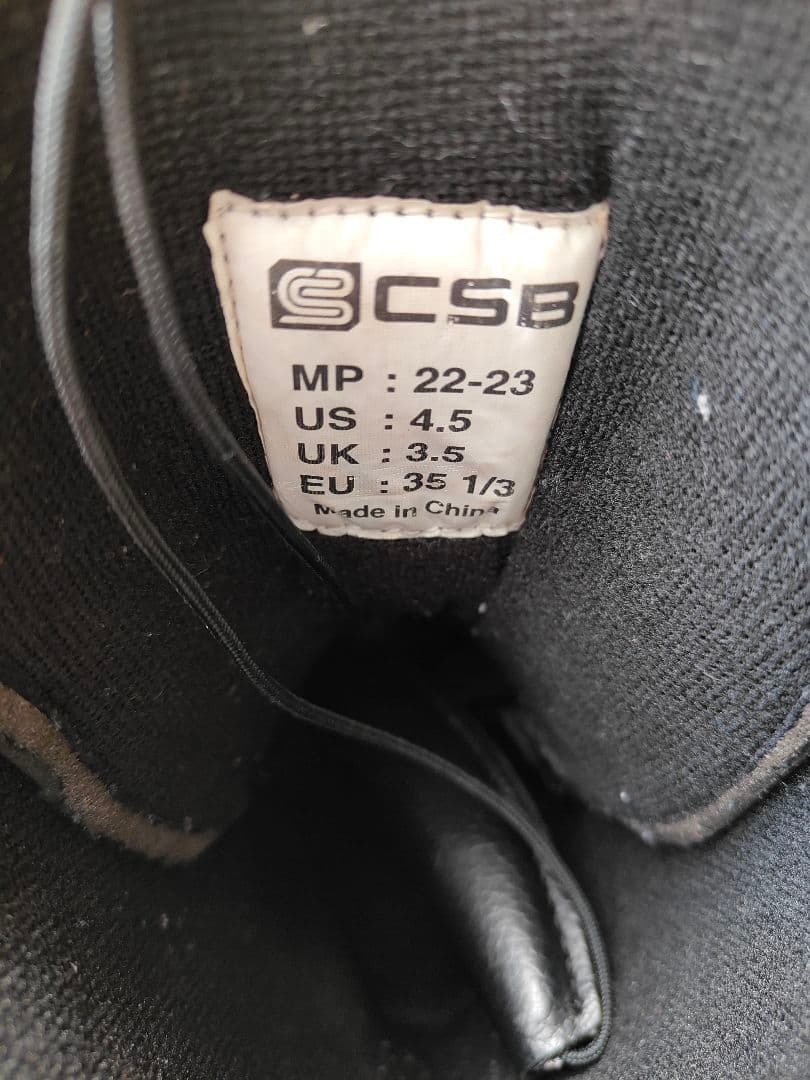 CSB
MP : 22-23
US : 4.5
UK : 3.5
EU : 35 1/3
Made in China